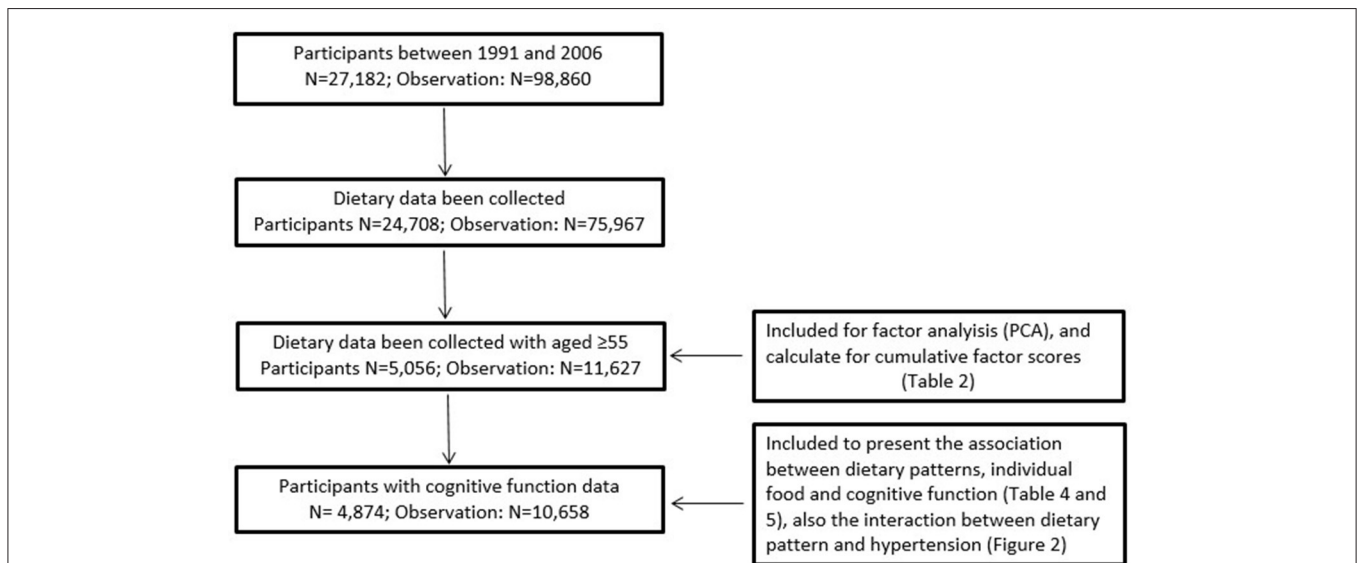 Participants between 1991 and 2006
N=27,182; Observation: N=98,860
Dietary data been collected
Participants N=24,708; Observation: N=75,967
Dietary data been collected with aged ≥55
Participants N=5,056; Observation: N=11,627
Included for factor analyisis (PCA), and
calculate for cumulative factor scores
(Table 2)
Participants with cognitive function data
N= 4,874; Observation: N=10,658
Included to present the association
between dietary patterns, individual
food and cognitive function (Table 4 and
5), also the interaction between dietary
pattern and hypertension (Figure 2)